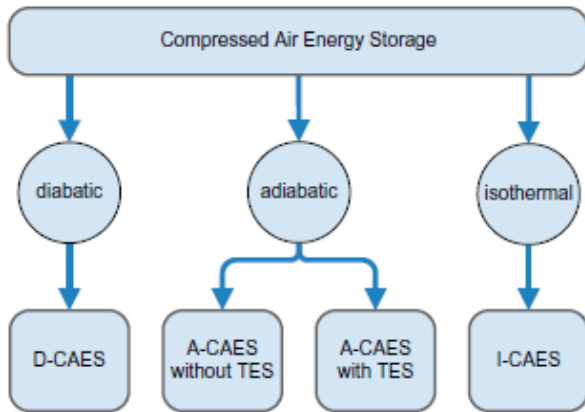 Compressed Air Energy Storage
diabatic
adiabatic
isothermal
D-CAES
A-CAES
without TES
A-CAES
with TES
I-CAES